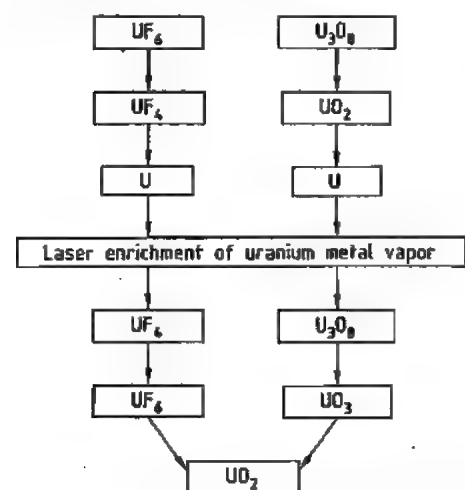 UF₆ U₃O₈
UF₄ UO₂
U U
Laser enrichment of uranium metal vapor
UF₄ U₃O₈
UF₆ UO₃
UO₂